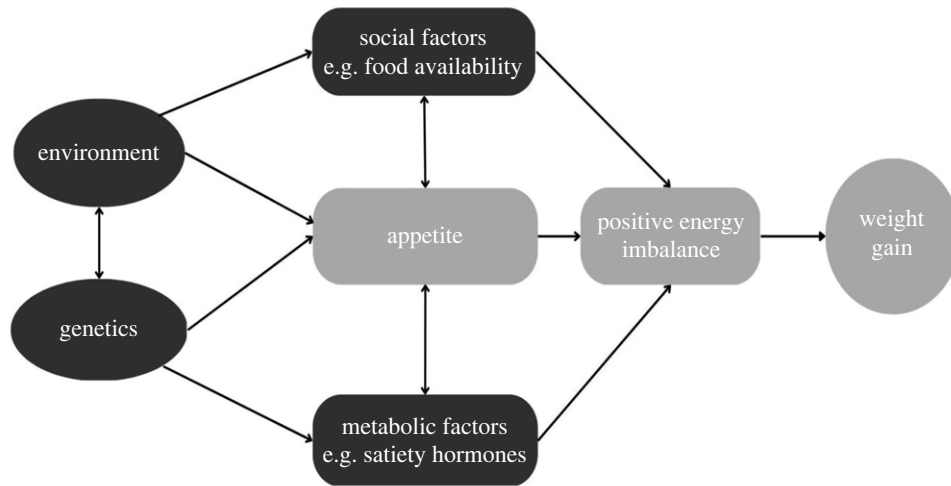 social factors
e.g. food availability
environment
appetite
positive energy
imbalance
weight
gain
genetics
metabolic factors
e.g. satiety hormones